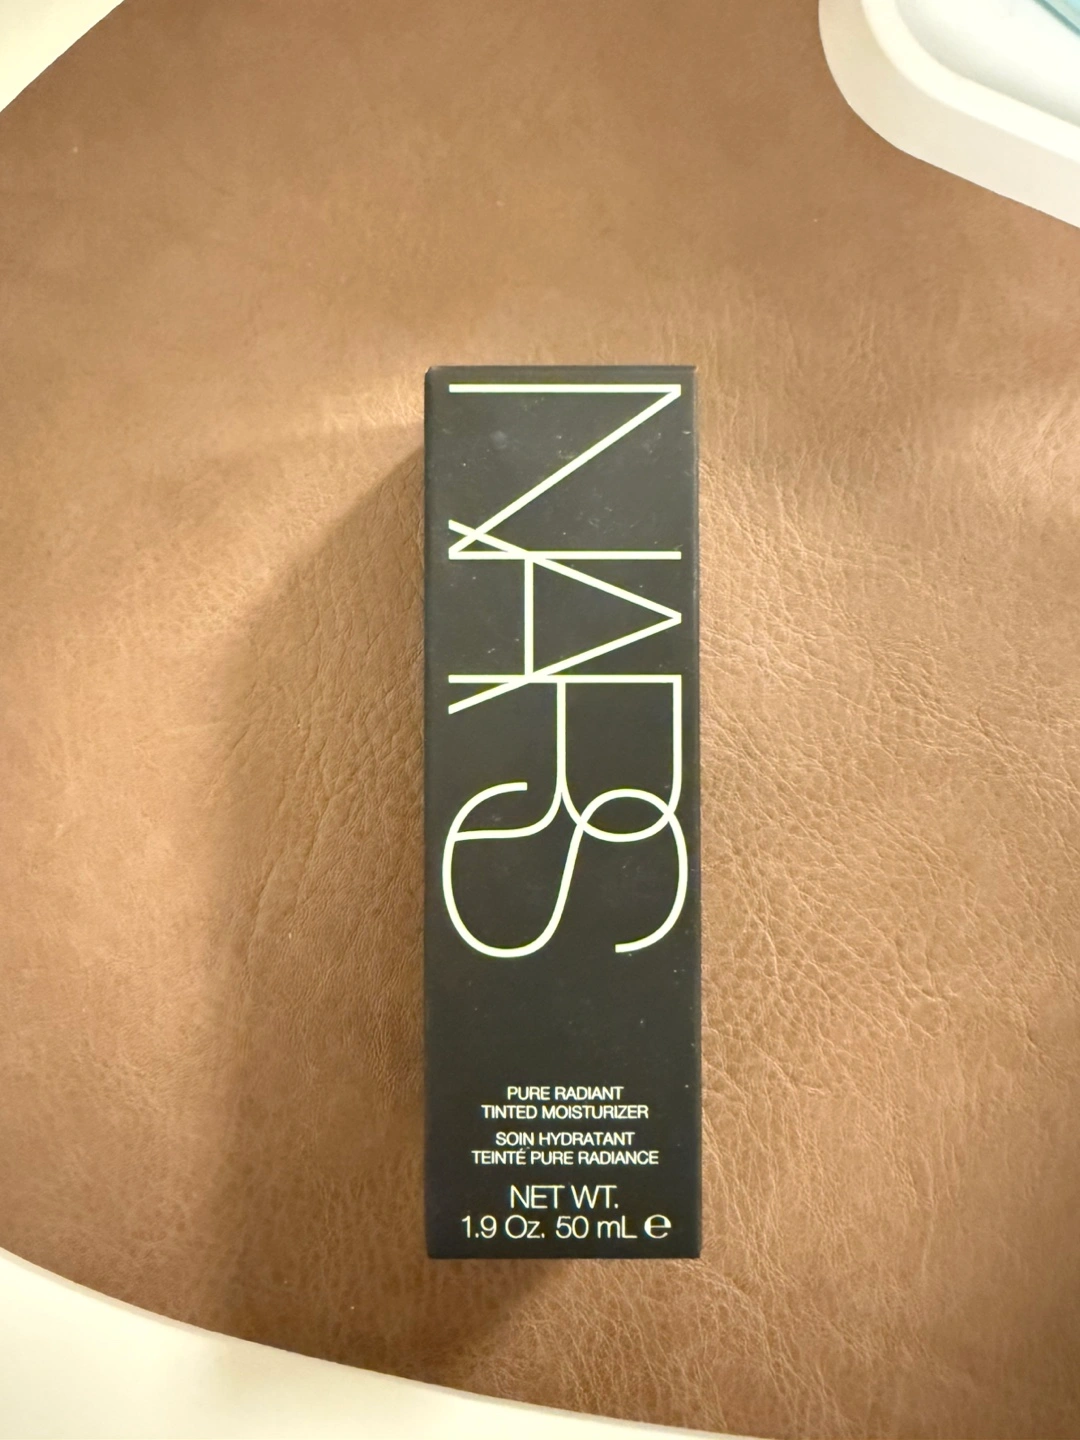 NARS
PURE RADIANT
TINTED MOISTURIZER
SOIN HYDRATANT
TEINTÉ PURE RADIANCE
NET WT.
1.9 Oz. 50 mL ℮